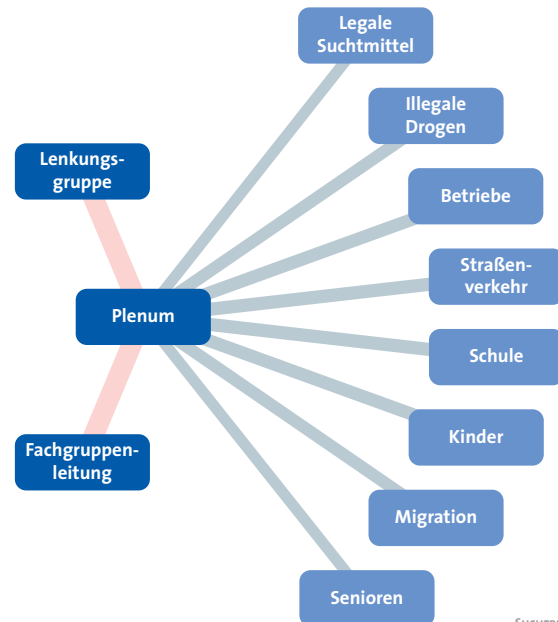 Legale
Suchtmittel
Illegale
Drogen
Lenkungs-
gruppe
Betriebe
Straßen-
verkehr
Plenum
Schule
Kinder
Fachgruppen-
leitung
Migration
Senioren